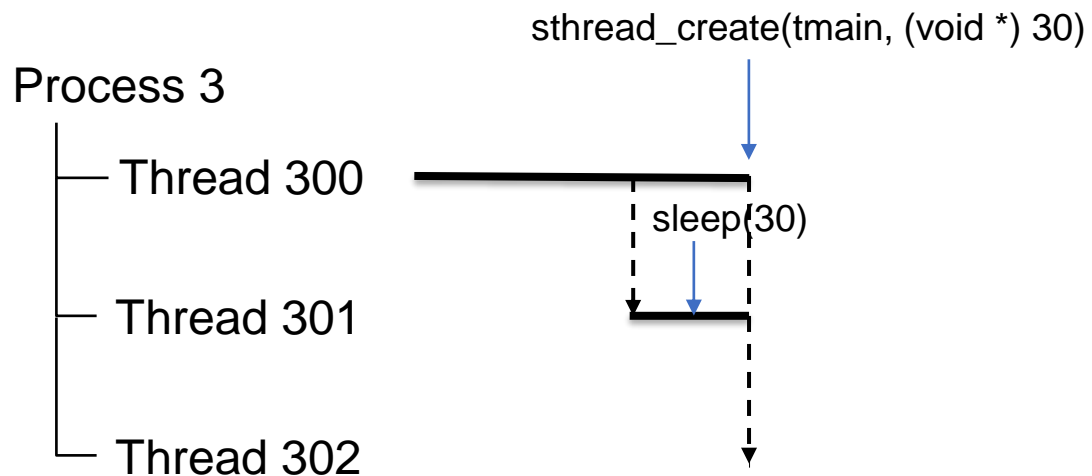 sthread_create(tmain, (void *) 30)
Process 3
Thread 300
sleep(30)
Thread 301
Thread 302